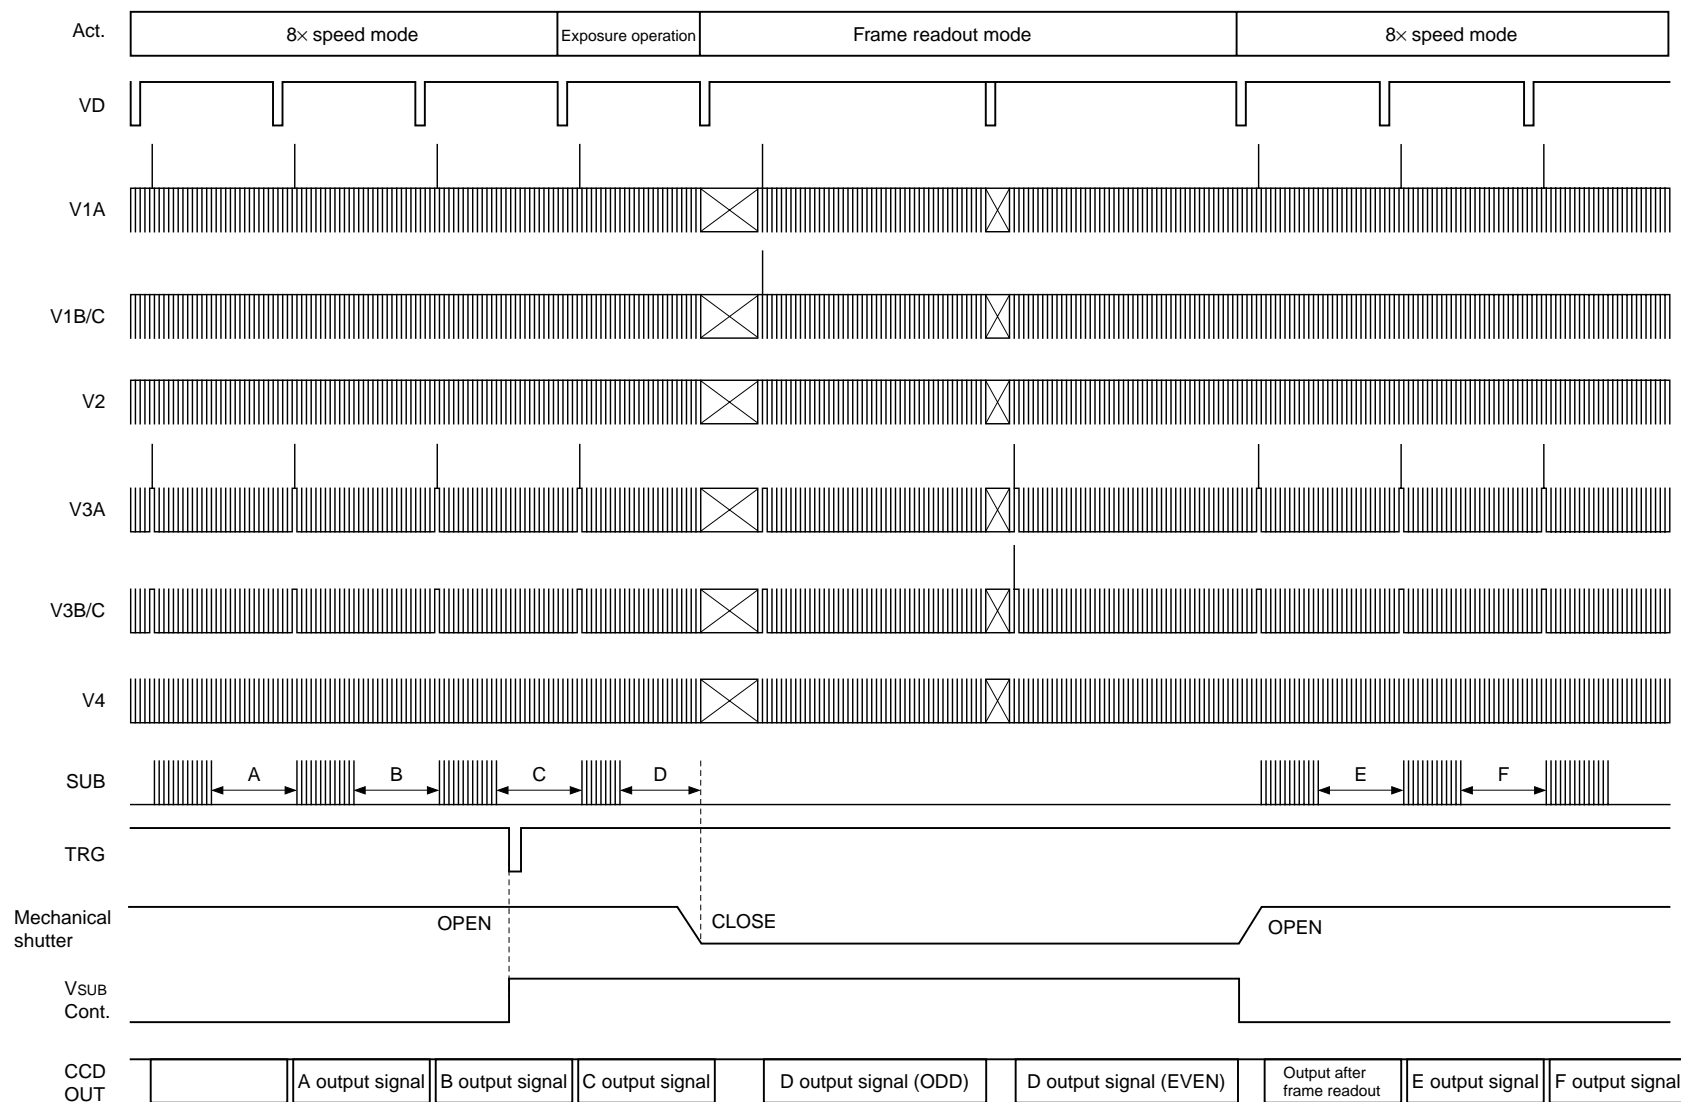 Act.
8× speed mode
Exposure operation
Frame readout mode
8× speed mode
VD
V1A
V1B/C
V2
V3A
V3B/C
V4
SUB
A
B
C
D
E
F
TRG
Mechanical
shutter
OPEN
CLOSE
OPEN
VSUB
Cont.
CCD
OUT
A output signal
B output signal
C output signal
D output signal (ODD)
D output signal (EVEN)
Output after
frame readout
E output signal
F output signal